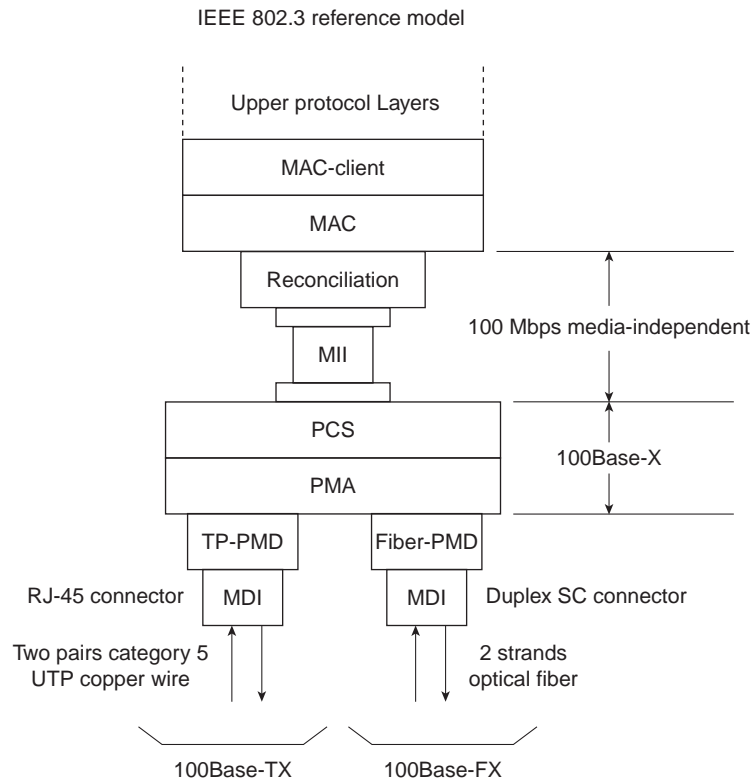 IEEE 802.3 reference model
Upper protocol Layers
MAC-client
MAC
Reconciliation
100 Mbps media-independent
MII
PCS
100Base-X
PMA
TP-PMD
Fiber-PMD
RJ-45 connector
MDI
MDI
Duplex SC connector
Two pairs category 5
UTP copper wire
2 strands
optical fiber
100Base-TX
100Base-FX